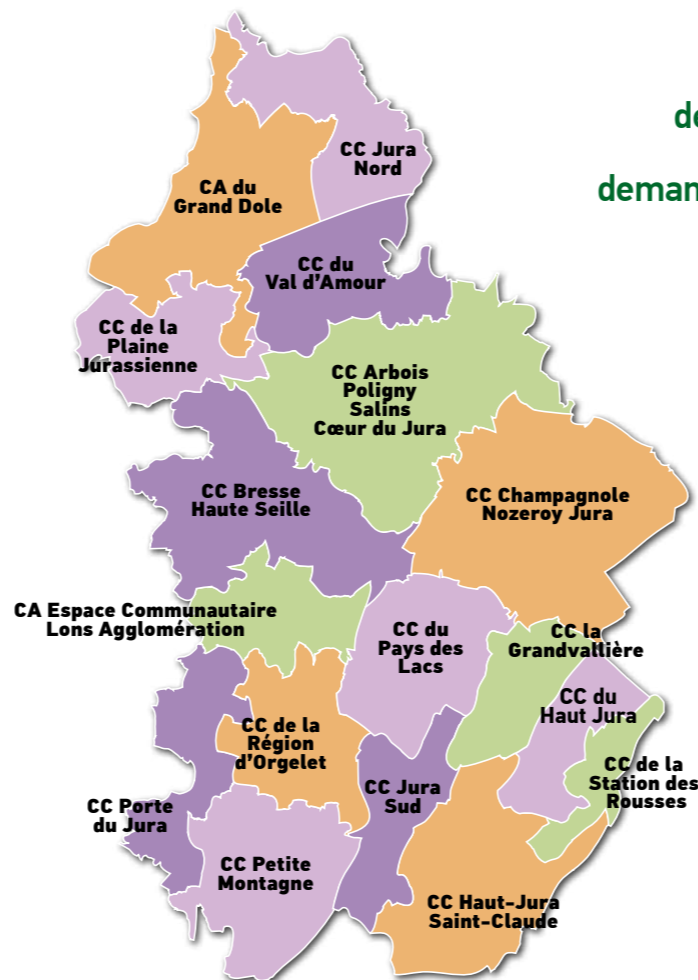 de
deman
CC Jura
Nord
CA du
Grand Dole
CC du
Val d'Amour
CC de la
Plaine
Jurassienne
CC Arbois
Poligny
Salins
Cœur du Jura
CC Bresse
Haute Seille
CC Champagnole
Nozeroy Jura
CA Espace Communautaire
Lons Agglomération
CC du
Pays des
Lacs
CC la
Grandvallière
CC du
Haut Jura
CC de la
Région
d'Orgelet
CC Jura
Sud
CC de la
Station des
Rousses
CC Porte
du Jura
CC Petite
Montagne
CC Haut-Jura
Saint-Claude